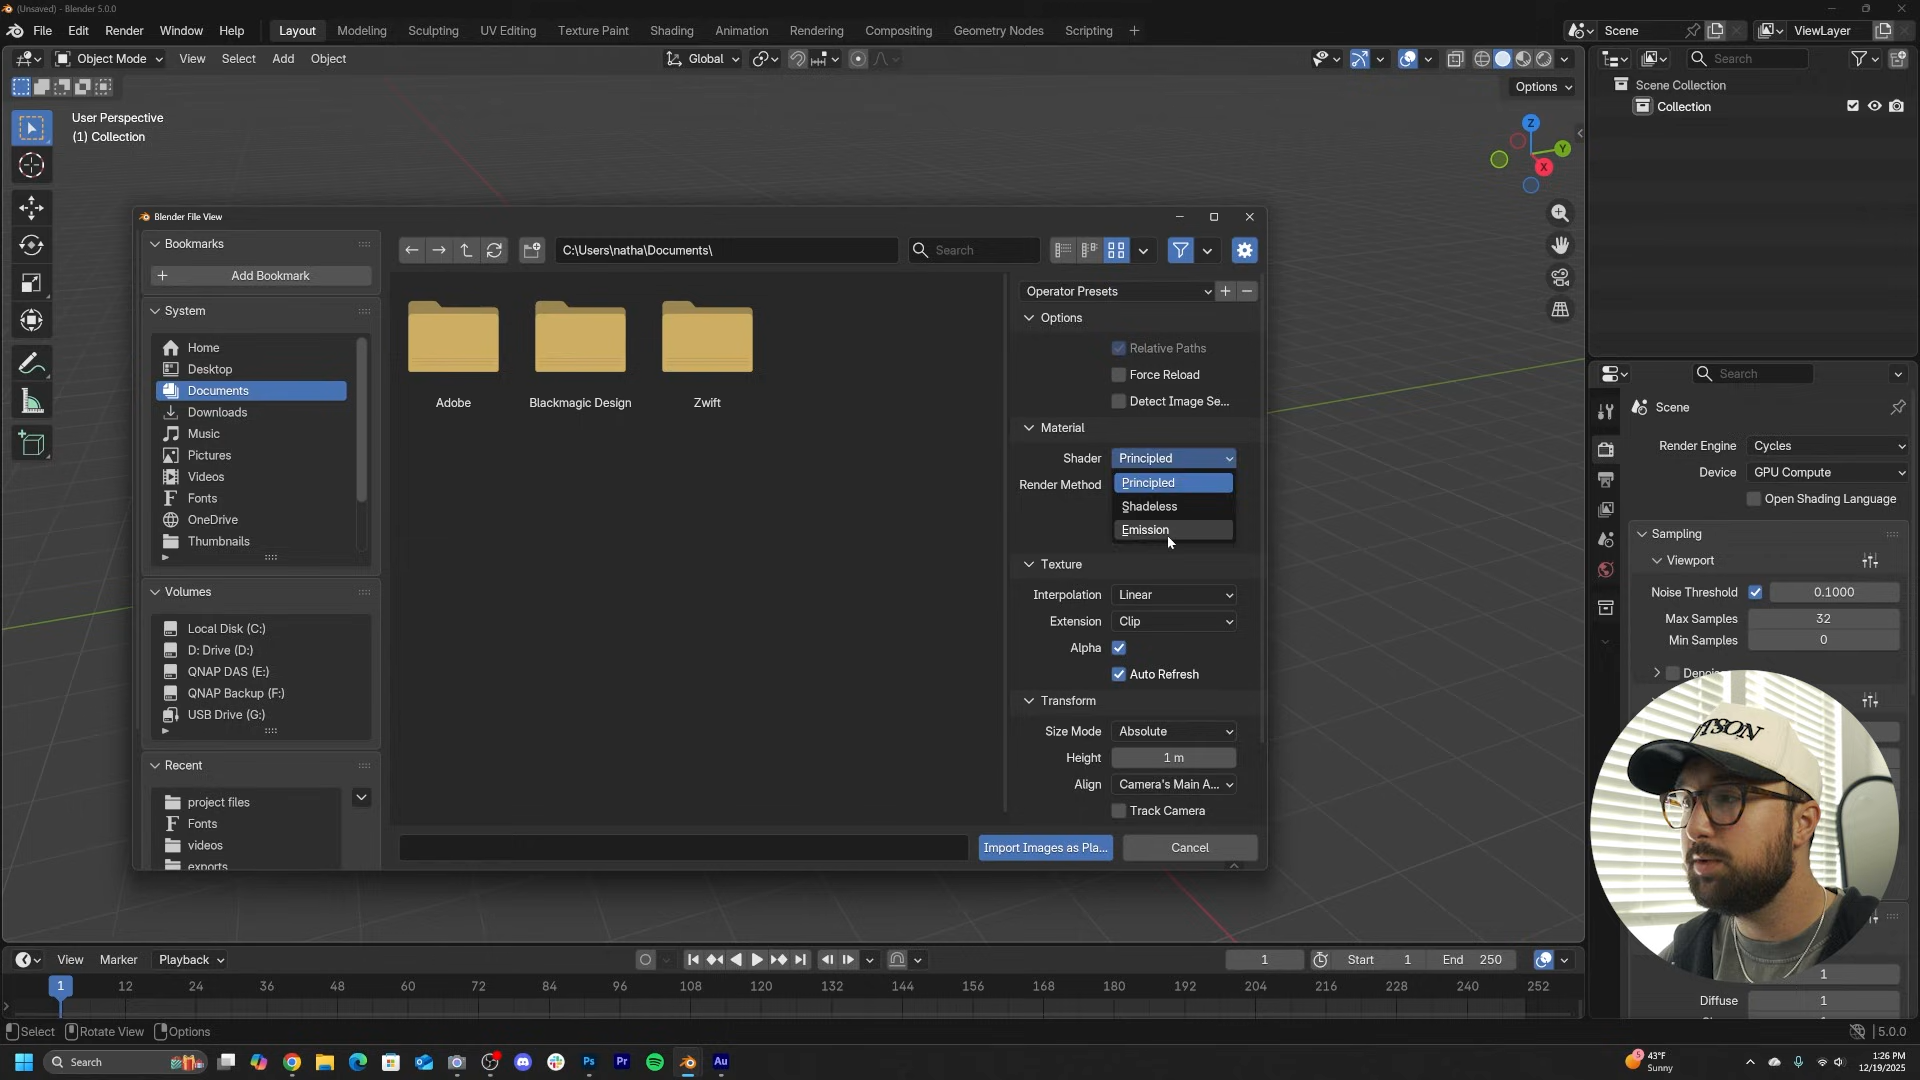 (Unsaved) - Blender 5.0.0
File Edit Render Window Help Layout Modeling Sculpting UV Editing Texture Paint Shading Animation Rendering Compositing Geometry Nodes Scripting + Scene ViewLayer
Object Mode View Select Add Object Global Search
Options
Scene Collection
Collection
User Perspective
(1) Collection
Z
Y
X
Blender File View
Bookmarks
Add Bookmark
System
Home
Desktop
Documents
Downloads
Music
Pictures
Videos
Fonts
OneDrive
Thumbnails
Volumes
Local Disk (C:)
D: Drive (D:)
QNAP DAS (E:)
QNAP Backup (F:)
USB Drive (G:)
Recent
project files
Fonts
videos
exports
C:\Users\natha\Documents\
Search
Adobe Blackmagic Design Zwift
Operator Presets
Options
Relative Paths
Force Reload
Detect Image Se...
Material
Shader Principled
Render Method
Principled
Shadeless
Emission
Texture
Interpolation Linear
Extension Clip
Alpha
Auto Refresh
Transform
Size Mode Absolute
Height 1 m
Align Camera's Main A...
Track Camera
Import Images as Pla... Cancel
Search
Scene
Render Engine Cycles
Device GPU Compute
Open Shading Language
Sampling
Viewport
Noise Threshold 0.1000
Max Samples 32
Min Samples 0
1
Diffuse 1
View Marker Playback 1 Start 1 End 250
1 12 24 36 48 60 72 84 96 108 120 132 144 156 168 180 192 204 216 228 240 252
Select Rotate View Options 5.0.0
Search Ps Pr Au
5 43°F
Sunny
1:26 PM
12/19/2025